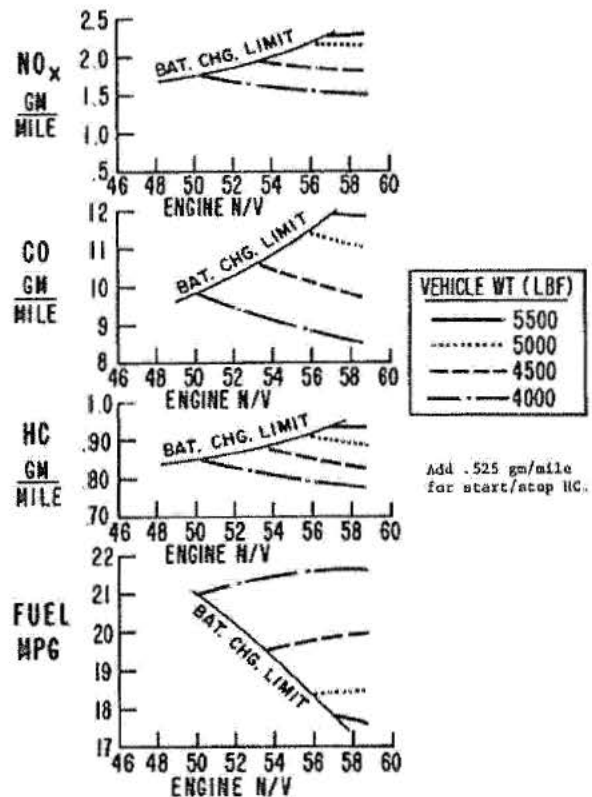 NOx
GM
MILE
2.5
2.0
1.5
1.0
.5
BAT. CHG. LIMIT
46 48 50 52 54 56 58 60
ENGINE N/V
CO
GM
MILE
12
11
10
9
8
BAT. CHG. LIMIT
46 48 50 52 54 56 58 60
ENGINE N/V
VEHICLE WT (LBF)
5500
5000
4500
4000
HC
GM
MILE
1.0
.90
.80
.70
BAT. CHG. LIMIT
46 48 50 52 54 56 58 60
ENGINE N/V
Add .525 gm/mile
for start/stop HC.
FUEL
MPG
22
21
20
19
18
17
BAT. CHG. LIMIT
46 48 50 52 54 56 58 60
ENGINE N/V